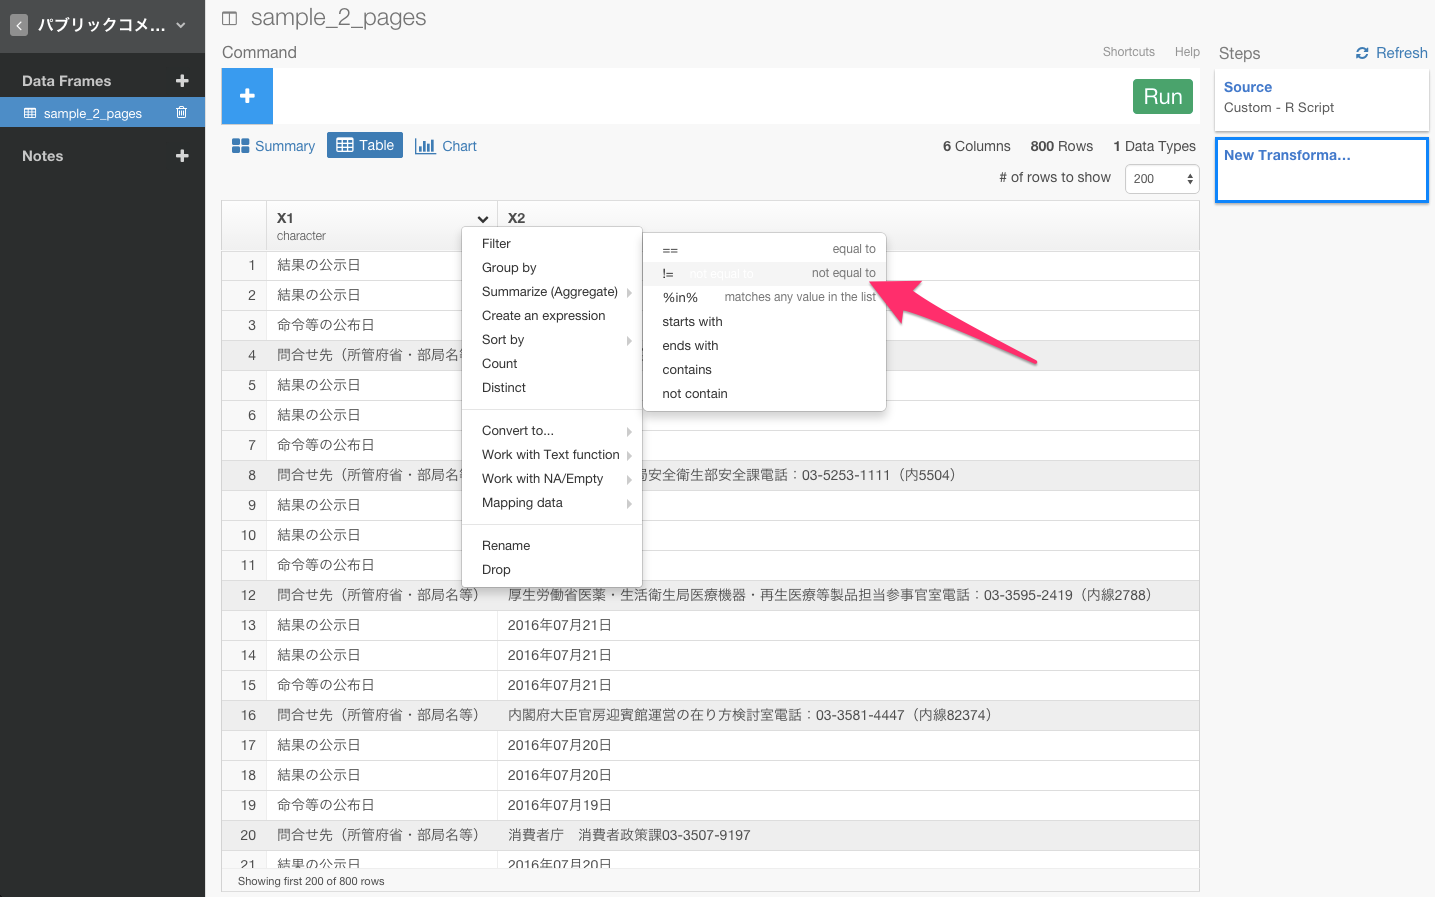 パブリックコメ...
sample_2_pages
Command
Shortcuts Help
Steps
Refresh
Data Frames
Run
Source
Custom - R Script
sample_2_pages
Summary Table Chart
6 Columns 800 Rows 1 Data Types
New Transforma...
Notes
# of rows to show 200
X1
character
X2
Filter
Group by
Summarize (Aggregate)
Create an expression
Sort by
Count
Distinct
Convert to...
Work with Text function
Work with NA/Empty
Mapping data
Rename
Drop
== equal to
!= not equal to not equal to
%in% matches any value in the list
starts with
ends with
contains
not contain
1 結果の公示日
2 結果の公示日
3 命令等の公布日
4 問合せ先（所管府省・部局名等
5 結果の公示日
6 結果の公示日
7 命令等の公布日
8 問合せ先（所管府省・部局名等 局安全衛生部安全課電話：03-5253-1111（内5504）
9 結果の公示日
10 結果の公示日
11 命令等の公布日
12 問合せ先（所管府省・部局名等） 厚生労働省医薬・生活衛生局医療機器・再生医療等製品担当参事官室電話：03-3595-2419（内線2788）
13 結果の公示日 2016年07月21日
14 結果の公示日 2016年07月21日
15 命令等の公布日 2016年07月21日
16 問合せ先（所管府省・部局名等） 内閣府大臣官房迎賓館運営の在り方検討室電話：03-3581-4447（内線82374）
17 結果の公示日 2016年07月20日
18 結果の公示日 2016年07月20日
19 命令等の公布日 2016年07月19日
20 問合せ先（所管府省・部局名等） 消費者庁　消費者政策課03-3507-9197
21 結果の公示日 2016年07月20日
Showing first 200 of 800 rows